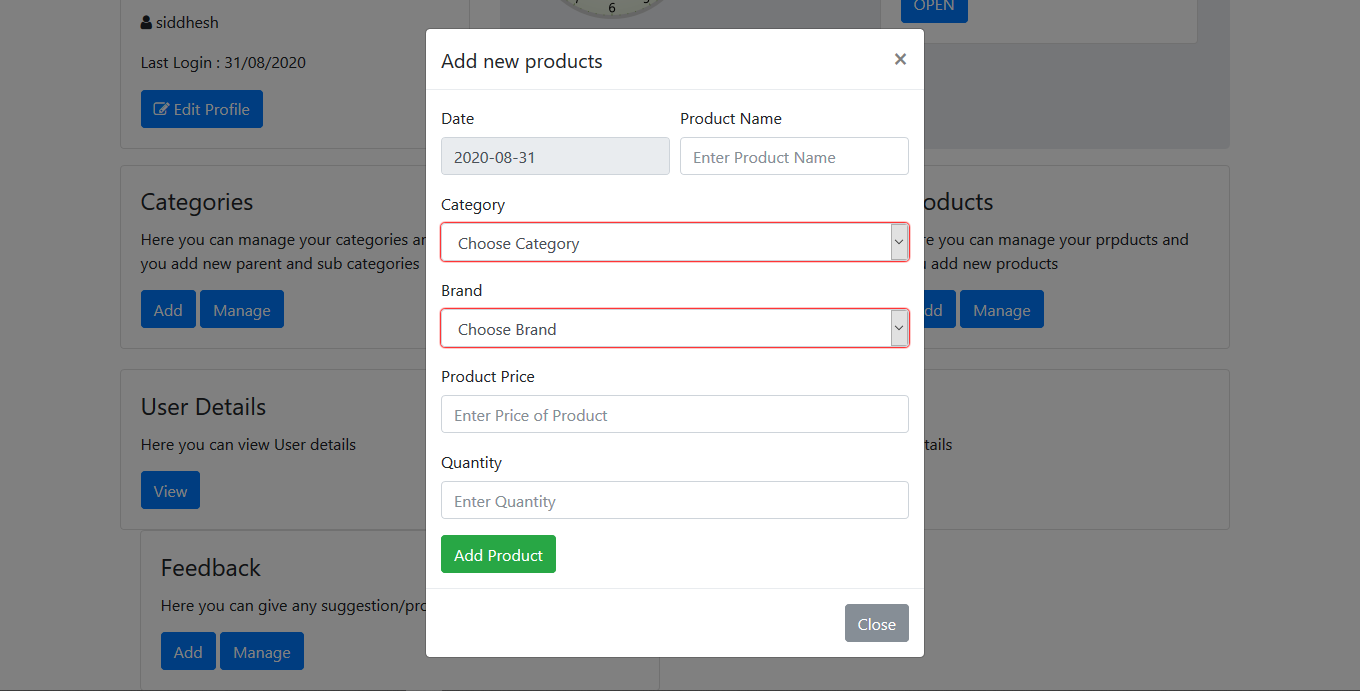 6
OPEN
siddhesh
Last Login : 31/08/2020
Edit Profile
Add new products
×
Date
Product Name
2020-08-31
Enter Product Name
Category
Choose Category
Brand
Choose Brand
Product Price
Enter Price of Product
Quantity
Enter Quantity
Add Product
Close
Categories
Here you can manage your categories
you add new parent and sub categories
Add
Manage
oducts
re you can manage your prpducts and
add new products
dd
Manage
User Details
Here you can view User details
View
tails
Feedback
Here you can give any suggestion/pro
Add
Manage